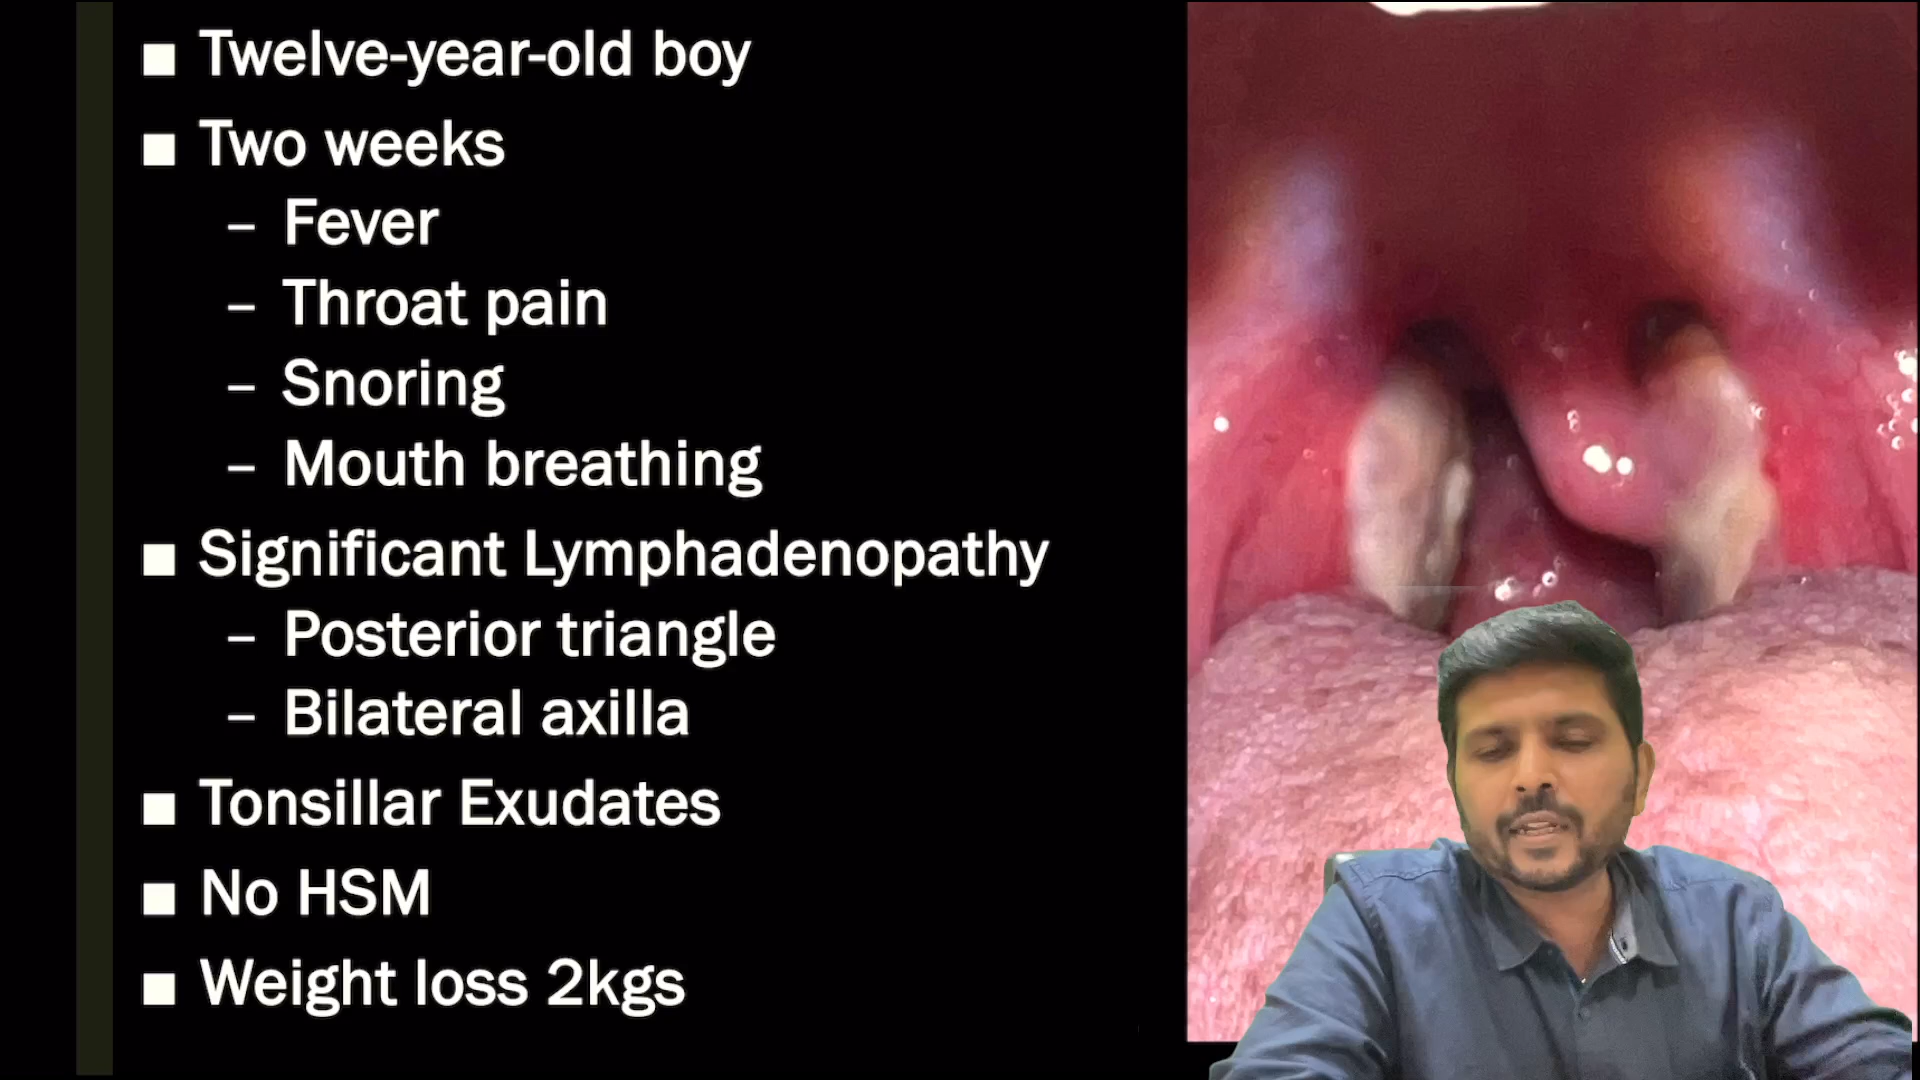 ■ Twelve-year-old boy
■ Two weeks
– Fever
– Throat pain
– Snoring
– Mouth breathing
■ Significant Lymphadenopathy
– Posterior triangle
– Bilateral axilla
■ Tonsillar Exudates
■ No HSM
■ Weight loss 2kgs